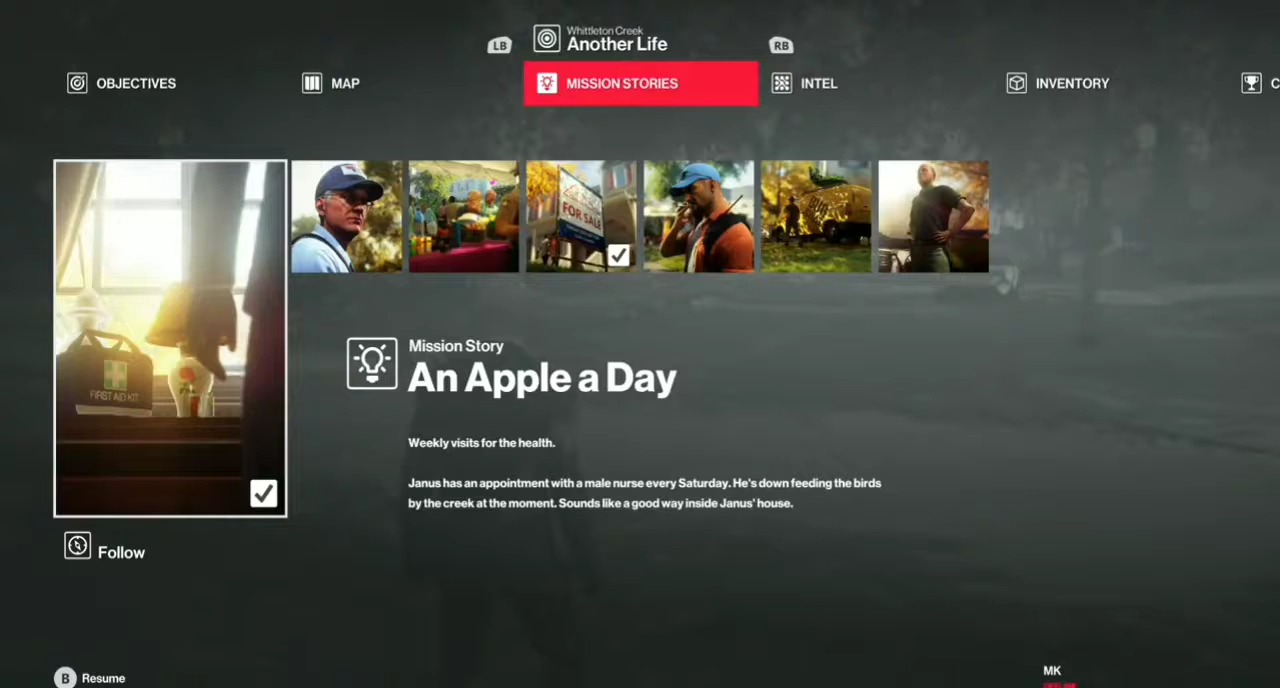 Whittleton Creek
LB
Another Life
RB
OBJECTIVES
MAP
MISSION STORIES
INTEL
INVENTORY
C
FOR SALE
FIRST AID KIT
Mission Story
An Apple a Day
Weekly visits for the health.
Janus has an appointment with a male nurse every Saturday. He's down feeding the birds
by the creek at the moment. Sounds like a good way inside Janus' house.
Follow
B Resume
MK
OFFLINE